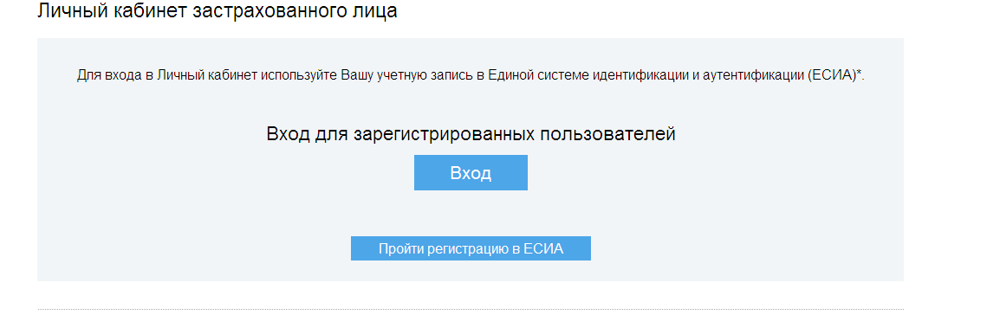 Личный кабинет застрахованного лица
Для входа в Личный кабинет используйте Вашу учетную запись в Единой системе идентификации и аутентификации (ЕСИА)*.
Вход для зарегистрированных пользователей
Вход
Пройти регистрацию в ЕСИА